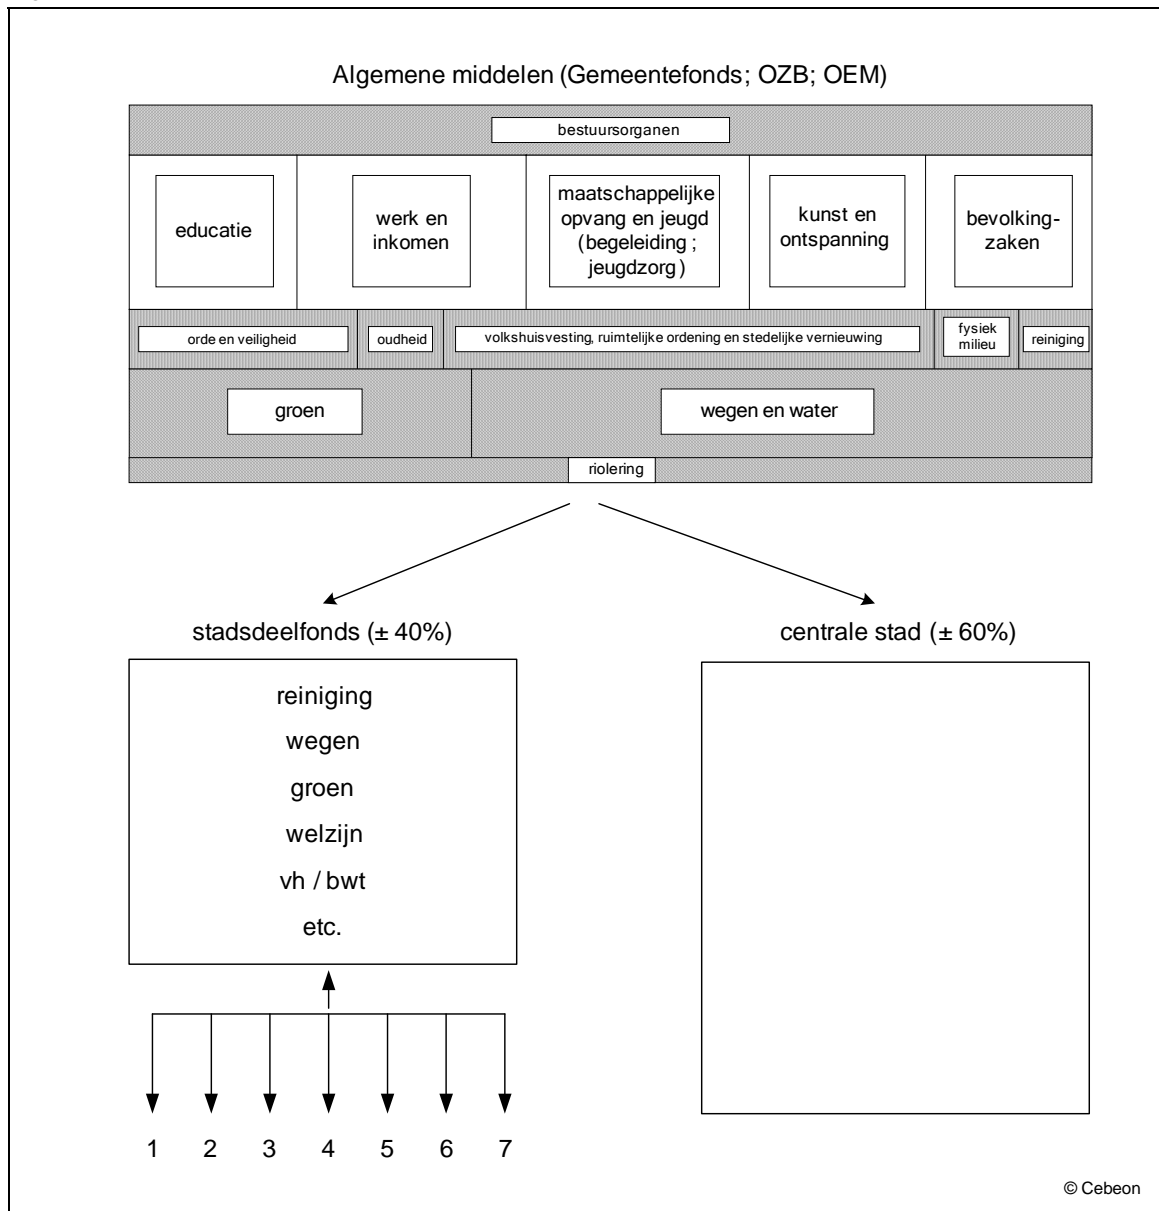 Algemene middelen (Gemeentefonds; OZB; OEM)
bestuursorganen
educatie
werk en
inkomen
maatschappelijke
opvang en jeugd
(begeleiding ;
jeugdzorg )
kunst en
ontspanning
bevolking-
zaken
orde en veiligheid
oudheid
volkshuisvesting, ruimtelijke ordening en stedelijke vernieuwing
fysiek
milieu
reiniging
groen
wegen en water
riolering
stadsdeelfonds (± 40%)
centrale stad (± 60%)
reiniging
wegen
groen
welzijn
vh / bwt
etc.
1 2 3 4 5 6 7
© Cebeon